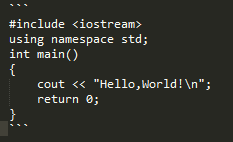 ```
#include <iostream>
using namespace std;
int main()
{
    cout << "Hello,World!\n";
    return 0;
}
```